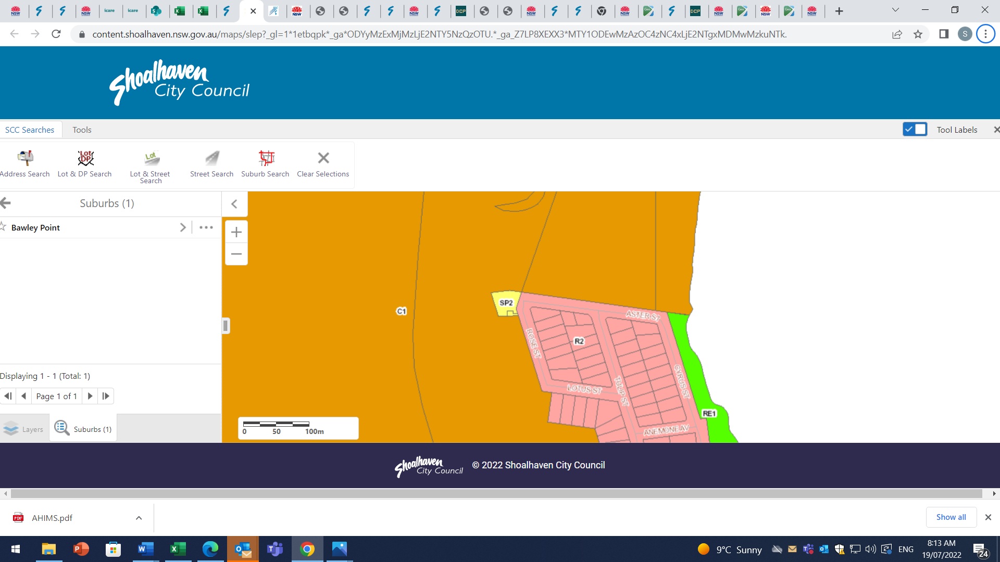 content.shoalhaven.nsw.gov.au/maps/slep?_gl=1*1etbqpk*_ga*ODYyMzExMjMzLjE2NTY5NzQzOTU.*_ga_Z7LP8XEXX3*MTY1ODEwMzAzOC4zNC4xLjE2NTgxMDMwMzkuNTk.
S
Shoalhaven
City Council
SCC Searches
Tools
Tool Labels
Address Search
Lot & DP Search
Lot & Street
Search
Street Search
Suburb Search
Clear Selections
Suburbs (1)
Bawley Point
SP2
C1
ASTER ST
ROSE ST
R2
CYRUS ST
TULIP ST
LOTUS ST
RE1
ANEMONE AV
Displaying 1 - 1 (Total: 1)
Page 1 of 1
0 50 100m
Layers
Suburbs (1)
Shoalhaven
City Council
© 2022 Shoalhaven City Council
AHIMS.pdf
Show all
9°C Sunny
ENG
8:13 AM
19/07/2022
24